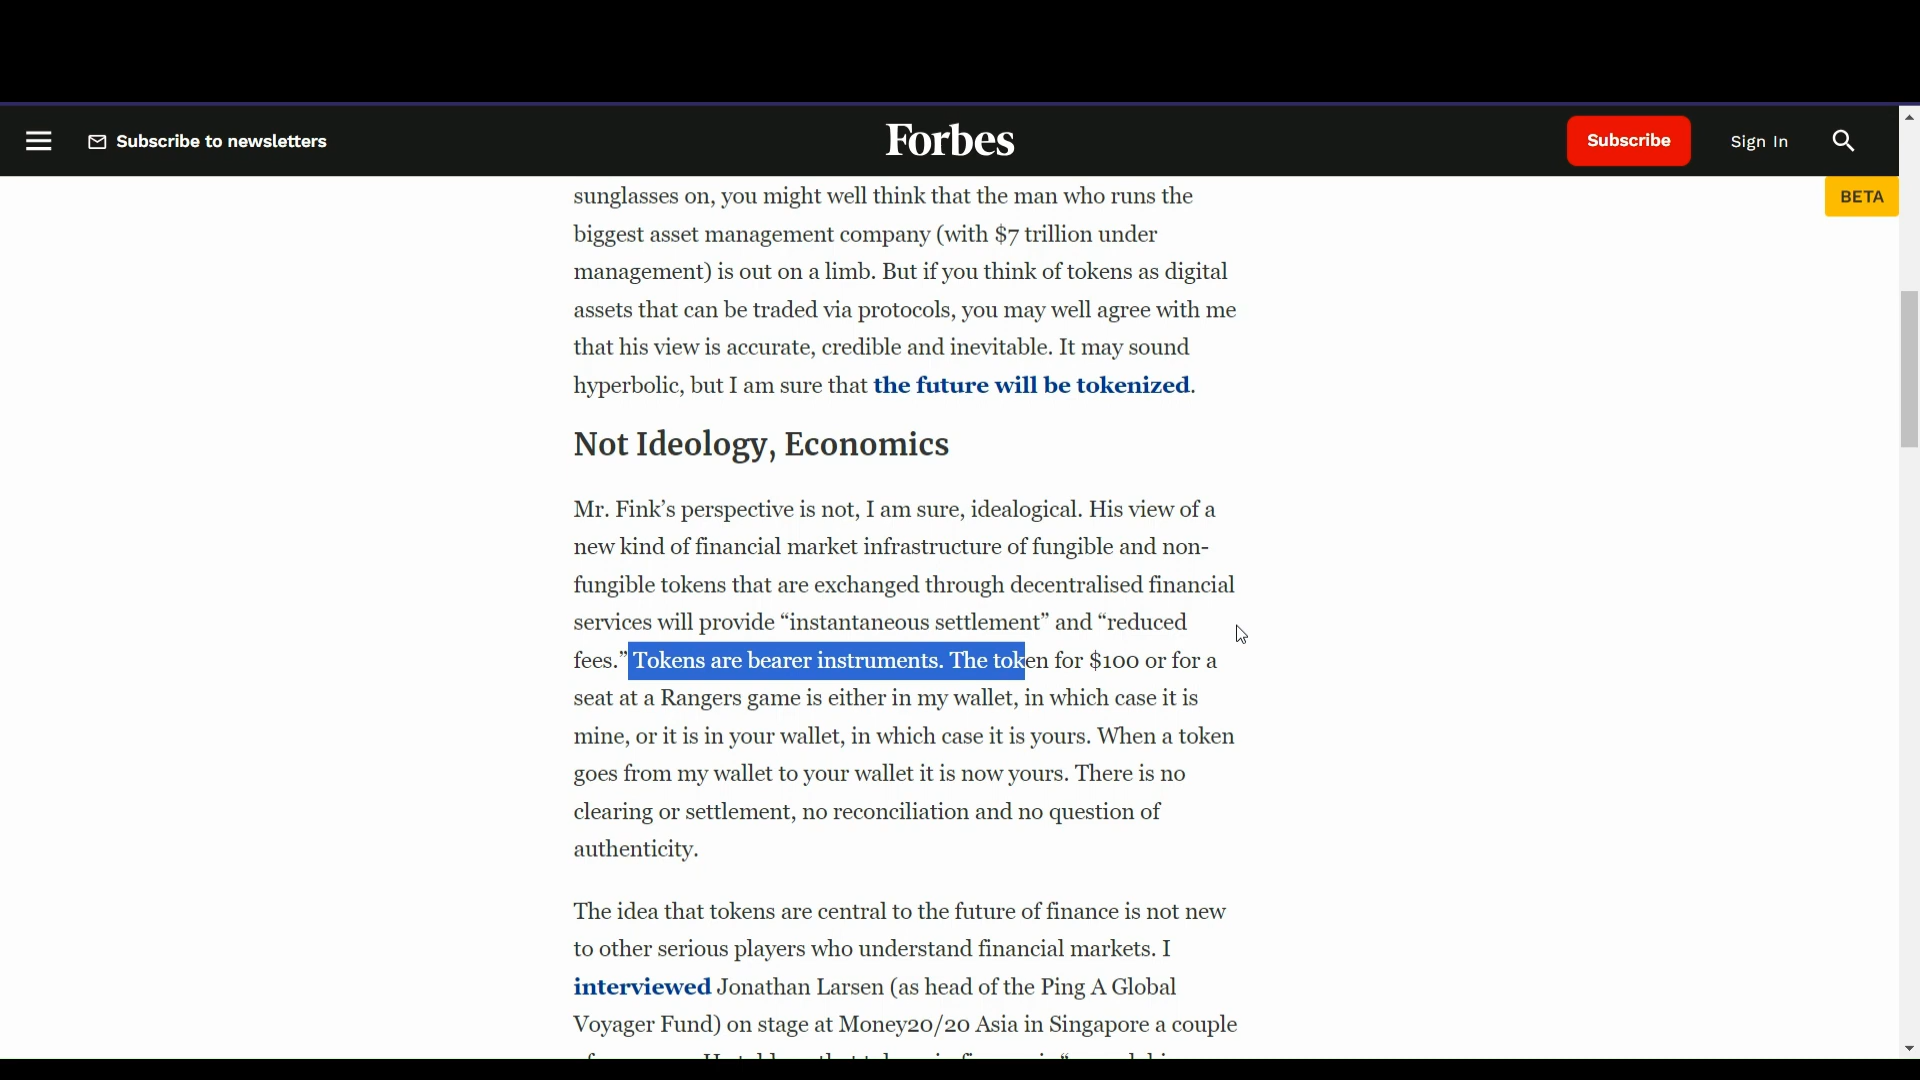 Subscribe to newsletters
Forbes
Subscribe
Sign In
BETA
sunglasses on, you might well think that the man who runs the
biggest asset management company (with $7 trillion under
management) is out on a limb. But if you think of tokens as digital
assets that can be traded via protocols, you may well agree with me
that his view is accurate, credible and inevitable. It may sound
hyperbolic, but I am sure that the future will be tokenized.
Not Ideology, Economics
Mr. Fink’s perspective is not, I am sure, idealogical. His view of a
new kind of financial market infrastructure of fungible and non-
fungible tokens that are exchanged through decentralised financial
services will provide “instantaneous settlement” and “reduced
fees.” Tokens are bearer instruments. The token for $100 or for a
seat at a Rangers game is either in my wallet, in which case it is
mine, or it is in your wallet, in which case it is yours. When a token
goes from my wallet to your wallet it is now yours. There is no
clearing or settlement, no reconciliation and no question of
authenticity.
The idea that tokens are central to the future of finance is not new
to other serious players who understand financial markets. I
interviewed Jonathan Larsen (as head of the Ping A Global
Voyager Fund) on stage at Money20/20 Asia in Singapore a couple